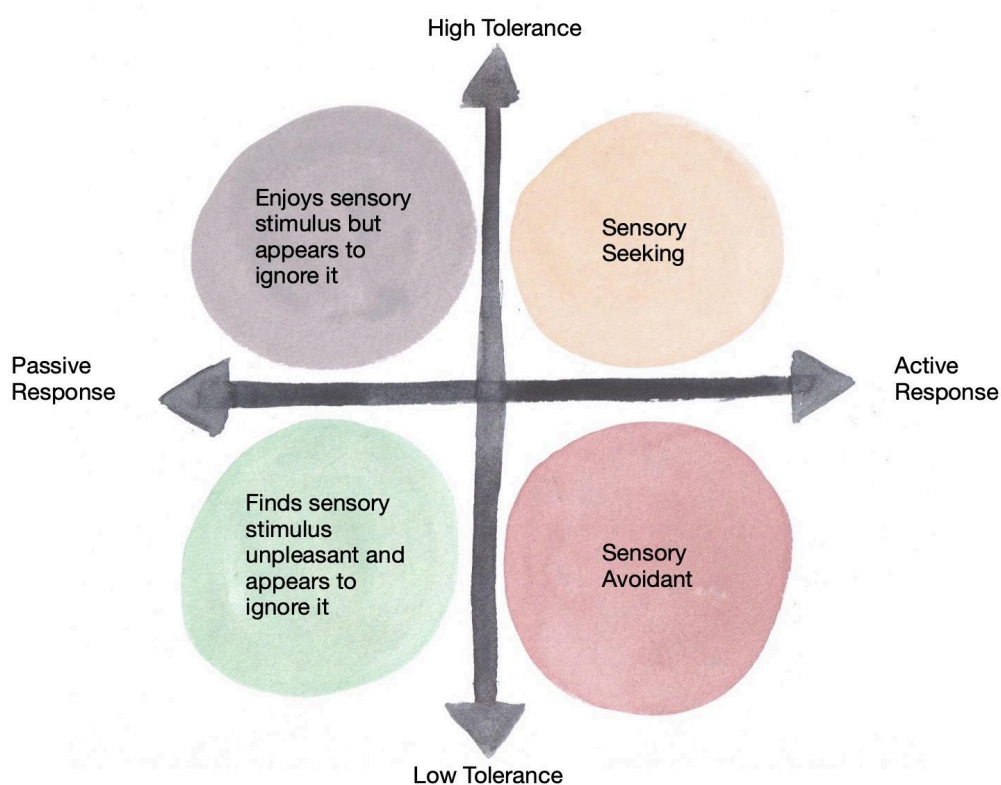 High Tolerance
Enjoys sensory
stimulus but
appears to
ignore it
Sensory
Seeking
Passive
Response
Active
Response
Finds sensory
stimulus
unpleasant and
appears to
ignore it
Sensory
Avoidant
Low Tolerance